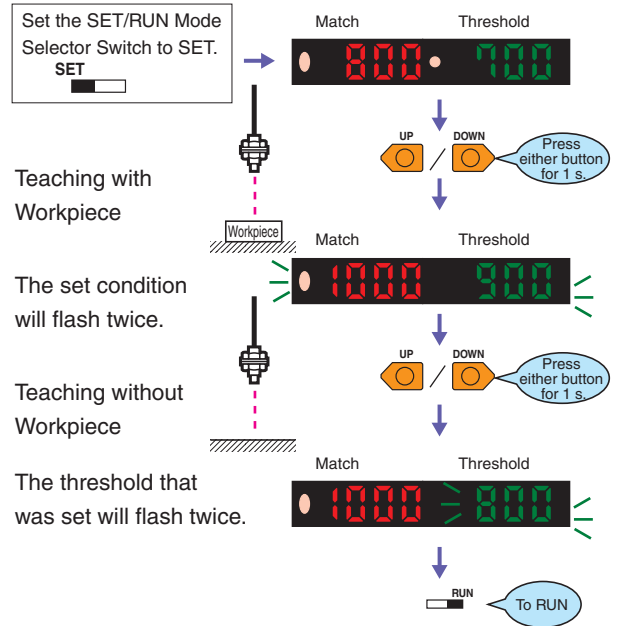 Set the SET/RUN Mode
Selector Switch to SET.
SET
Match Threshold
800 700
UP DOWN
Press
either button
for 1 s.
Teaching with
Workpiece
Workpiece
Match Threshold
1000 900
The set condition
will flash twice.
UP DOWN
Press
either button
for 1 s.
Teaching without
Workpiece
Match Threshold
1000 800
The threshold that
was set will flash twice.
RUN
To RUN